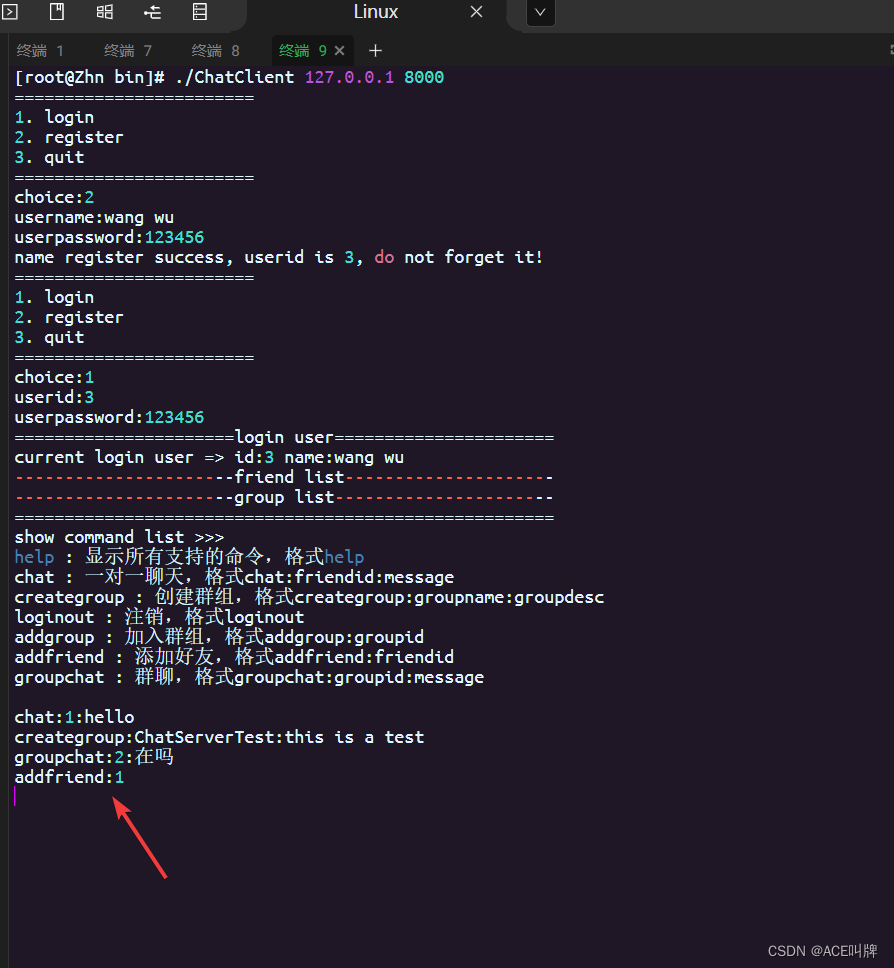 Linux
终端 1
终端 7
终端 8
终端 9
[root@Zhn bin]# ./ChatClient 127.0.0.1 8000
========================
1. login
2. register
3. quit
========================
choice:2
username:wang wu
userpassword:123456
name register success, userid is 3, do not forget it!
========================
1. login
2. register
3. quit
========================
choice:1
userid:3
userpassword:123456
======================login user======================
current login user => id:3 name:wang wu
----------------------friend list---------------------
----------------------group list----------------------
======================================================
show command list >>>
help : 显示所有支持的命令，格式help
chat : 一对一聊天，格式chat:friendid:message
creategroup : 创建群组，格式creategroup:groupname:groupdesc
loginout : 注销，格式loginout
addgroup : 加入群组，格式addgroup:groupid
addfriend : 添加好友，格式addfriend:friendid
groupchat : 群聊，格式groupchat:groupid:message
chat:1:hello
creategroup:ChatServerTest:this is a test
groupchat:2:在吗
addfriend:1
CSDN @ACE叫牌